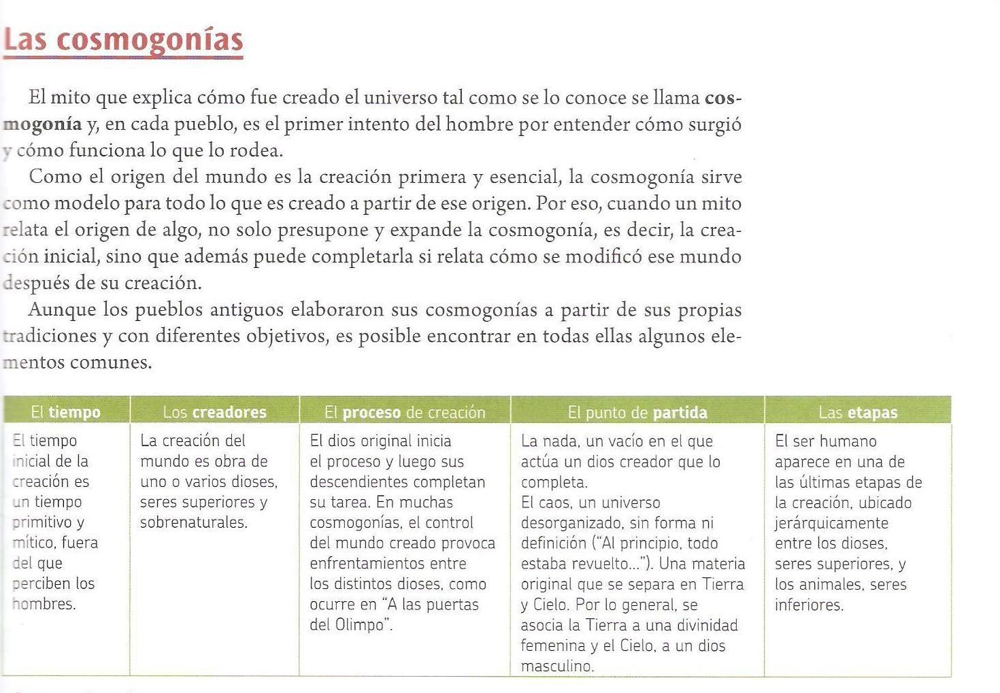 Las cosmogonías
El mito que explica cómo fue creado el universo tal como se lo conoce se llama cos-
mogonía y, en cada pueblo, es el primer intento del hombre por entender cómo surgió
y cómo funciona lo que lo rodea.
Como el origen del mundo es la creación primera y esencial, la cosmogonía sirve
como modelo para todo lo que es creado a partir de ese origen. Por eso, cuando un mito
relata el origen de algo, no solo presupone y expande la cosmogonía, es decir, la crea-
ción inicial, sino que además puede completarla si relata cómo se modificó ese mundo
después de su creación.
Aunque los pueblos antiguos elaboraron sus cosmogonías a partir de sus propias
tradiciones y con diferentes objetivos, es posible encontrar en todas ellas algunos ele-
mentos comunes.
El tiempo
El tiempo
inicial de la
creación es
un tiempo
primitivo y
mítico, fuera
del que
perciben los
hombres.
Los creadores
La creación del
mundo es obra de
uno o varios dioses,
seres superiores y
sobrenaturales.
El proceso de creación
El dios original inicia
el proceso y luego sus
descendientes completan
su tarea. En muchas
cosmogonías, el control
del mundo creado provoca
enfrentamientos entre
los distintos dioses, como
ocurre en “A las puertas
del Olimpo”.
El punto de partida
La nada, un vacío en el que
actúa un dios creador que lo
completa.
El caos, un universo
desorganizado, sin forma ni
definición (“Al principio, todo
estaba revuelto...”). Una materia
original que se separa en Tierra
y Cielo. Por lo general, se
asocia la Tierra a una divinidad
femenina y el Cielo, a un dios
masculino.
Las etapas
El ser humano
aparece en una de
las últimas etapas de
la creación, ubicado
jerárquicamente
entre los dioses,
seres superiores, y
los animales, seres
inferiores.